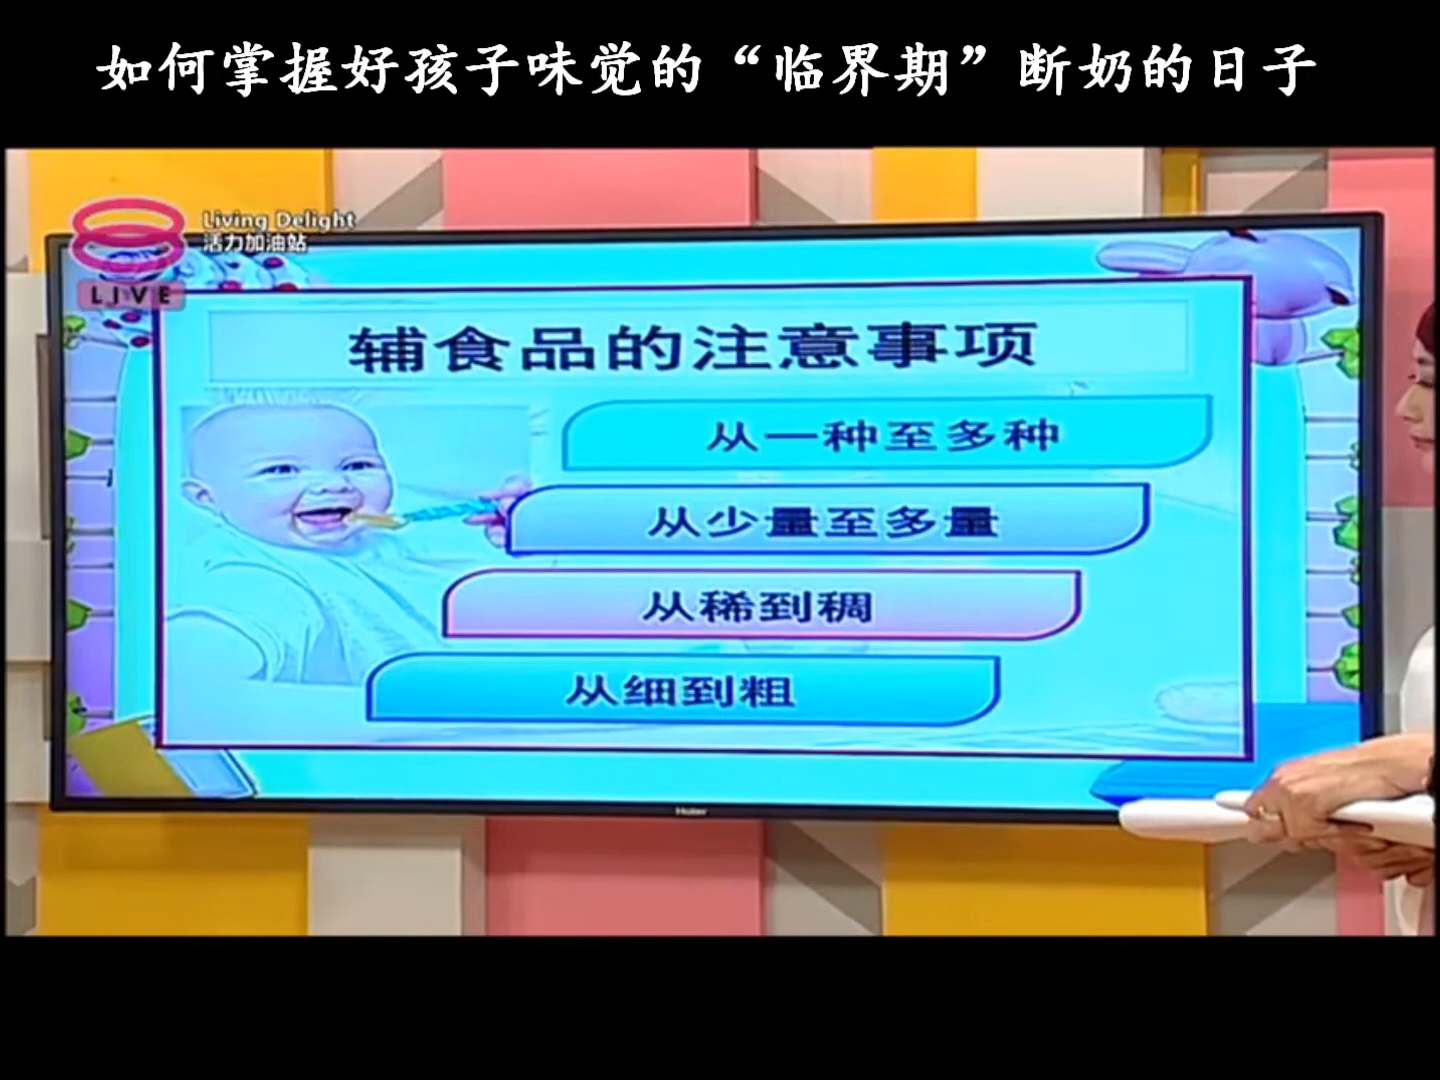 如何掌握好孩子味觉的“临界期”断奶的日子
Living Delight
活力加油站
LIVE
辅食品的注意事项
从一种至多种
从少量至多量
从稀到稠
从细到粗
Haier